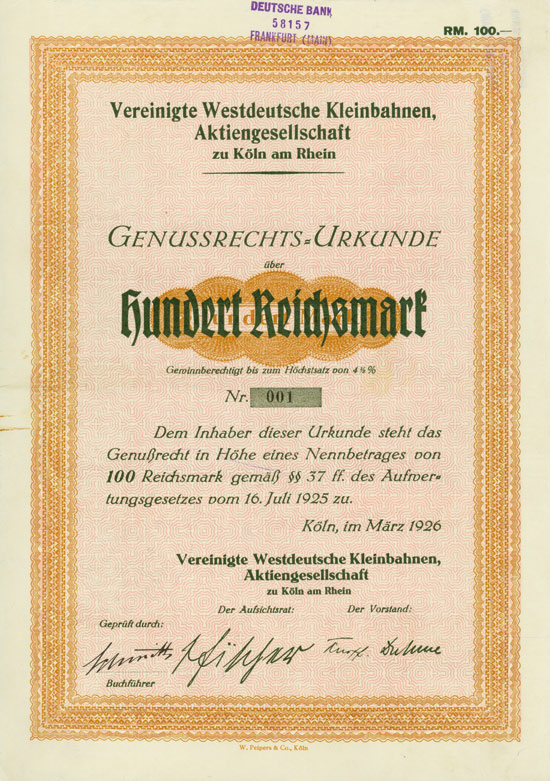 DEUTSCHE BANK
58157
FRANKFURT (MAIN)
RM. 100.—
Vereinigte Westdeutsche Kleinbahnen,
Aktiengesellschaft
zu Köln am Rhein
GENUSSRECHTS-URKUNDE
über
Hundert Reichsmark
Gewinnberechtigt bis zum Höchstsatz von 4½%
Nr. 001
Dem Inhaber dieser Urkunde steht das
Genußrecht in Höhe eines Nennbetrages von
100 Reichsmark gemäß §§ 37 ff. des Aufwer-
tungsgesetzes vom 16. Juli 1925 zu.
Köln, im März 1926
Vereinigte Westdeutsche Kleinbahnen,
Aktiengesellschaft
zu Köln am Rhein
Der Aufsichtsrat: Der Vorstand:
Geprüft durch:
Buchführer
W. Peipers & Co., Köln